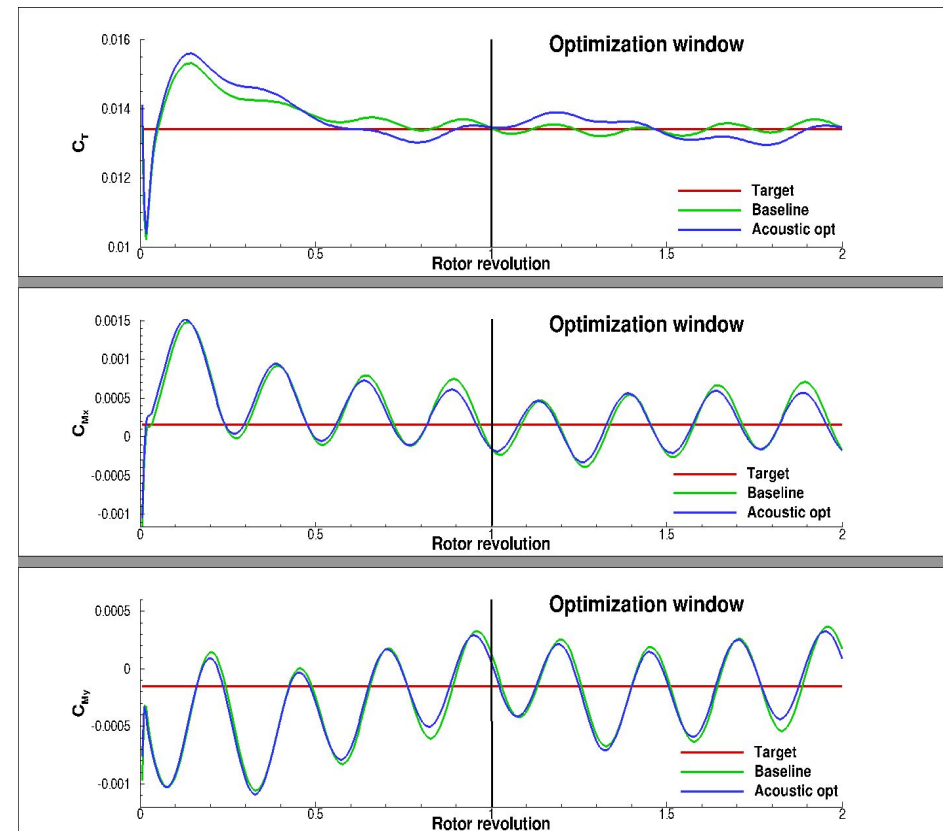 Optimization window
0.016
0.014
0.012
0.01
C_T
Target
Baseline
Acoustic opt
0 0.5 1 1.5 2
Rotor revolution
Optimization window
0.0015
0.001
0.0005
0
-0.0005
-0.001
C_Mx
Target
Baseline
Acoustic opt
0 0.5 1 1.5 2
Rotor revolution
Optimization window
0.0005
0
-0.0005
-0.001
C_My
Target
Baseline
Acoustic opt
0 0.5 1 1.5 2
Rotor revolution